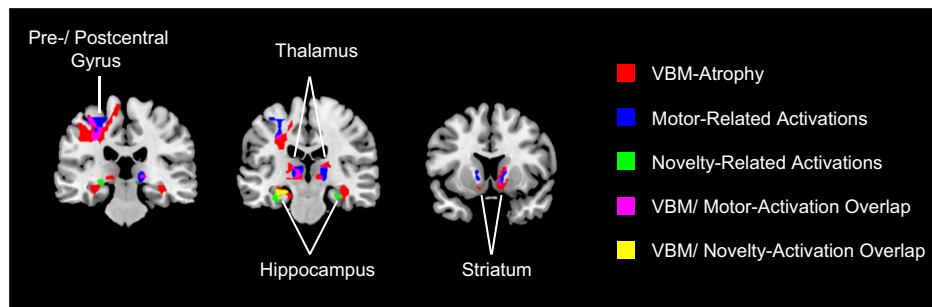 Pre-/ Postcentral
Gyrus
Thalamus
Hippocampus
Striatum
VBM-Atrophy
Motor-Related Activations
Novelty-Related Activations
VBM/ Motor-Activation Overlap
VBM/ Novelty-Activation Overlap